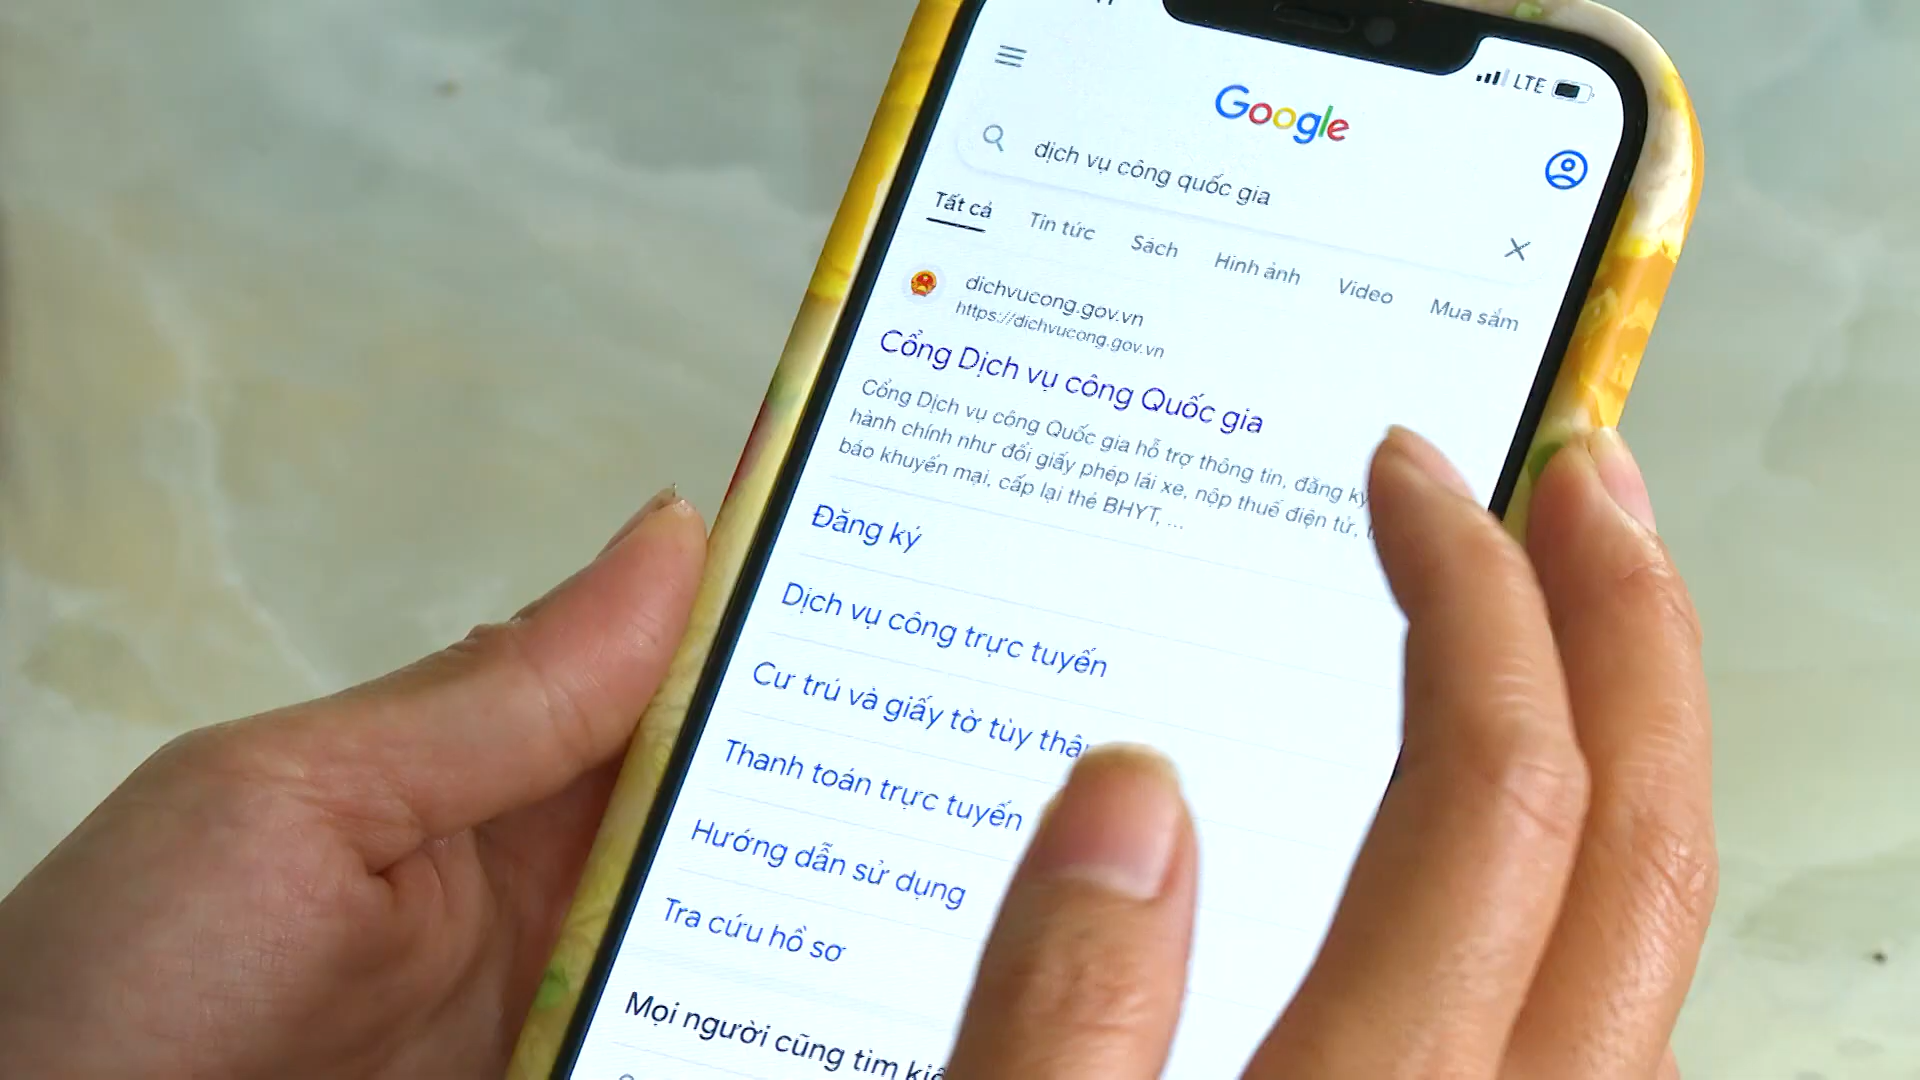 LTE
Google
dịch vụ công quốc gia
Tất cả Tin tức Sách Hình ảnh Video Mua sắm
dichvucong.gov.vn
https://dichvucong.gov.vn
Cổng Dịch vụ công Quốc gia
Cổng Dịch vụ công Quốc gia hỗ trợ thông tin, đăng ký
hành chính như đổi giấy phép lái xe, nộp thuế điện tử,
báo khuyến mại, cấp lại thẻ BHYT, ...
Đăng ký
Dịch vụ công trực tuyến
Cư trú và giấy tờ tùy
Thanh toán trực tuyến
Hướng dẫn sử dụng
Tra cứu hồ sơ
Mọi người cũng tìm